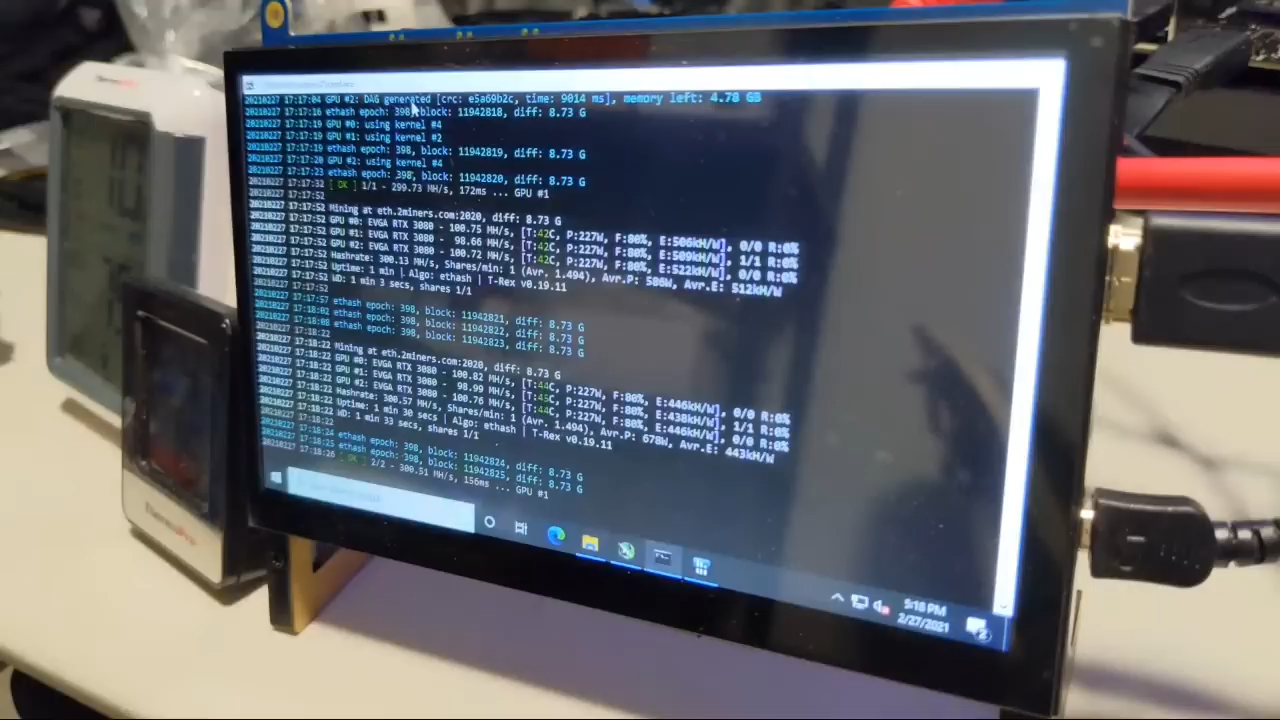 20210227 17:17:04 GPU #2: DAG generated [crc: e5a69b2c, time: 9014 ms], memory left: 4.78 GB
20210227 17:17:16 ethash epoch: 398, block: 11942818, diff: 8.73 G
20210227 17:17:19 GPU #0: using kernel #4
20210227 17:17:19 GPU #1: using kernel #2
20210227 17:17:19 ethash epoch: 398, block: 11942819, diff: 8.73 G
20210227 17:17:20 GPU #2: using kernel #4
20210227 17:17:23 ethash epoch: 398, block: 11942820, diff: 8.73 G
20210227 17:17:32 [ OK ] 1/1 - 299.73 MH/s, 172ms ... GPU #1
20210227 17:17:52
20210227 17:17:52 Mining at eth.2miners.com:2020, diff: 8.73 G
20210227 17:17:52 GPU #0: EVGA RTX 3080 - 100.75 MH/s, [T:42C, P:227W, F:80%, E:506kH/W], 0/0 R:0%
20210227 17:17:52 GPU #1: EVGA RTX 3080 - 98.66 MH/s, [T:42C, P:227W, F:80%, E:509kH/W], 1/1 R:0%
20210227 17:17:52 GPU #2: EVGA RTX 3080 - 100.72 MH/s, [T:42C, P:227W, F:80%, E:522kH/W], 0/0 R:0%
20210227 17:17:52 Hashrate: 300.13 MH/s, Shares/min: 1 (Avr. 1.494), Avr.P: 586W, Avr.E: 512kH/W
20210227 17:17:52 Uptime: 1 min | Algo: ethash | T-Rex v0.19.11
20210227 17:17:52 WD: 1 min 3 secs, shares 1/1
20210227 17:17:52
20210227 17:17:57 ethash epoch: 398, block: 11942821, diff: 8.73 G
20210227 17:18:02 ethash epoch: 398, block: 11942822, diff: 8.73 G
20210227 17:18:08 ethash epoch: 398, block: 11942823, diff: 8.73 G
20210227 17:18:22
20210227 17:18:22 Mining at eth.2miners.com:2020, diff: 8.73 G
20210227 17:18:22 GPU #0: EVGA RTX 3080 - 100.82 MH/s, [T:44C, P:227W, F:80%, E:446kH/W], 0/0 R:0%
20210227 17:18:22 GPU #1: EVGA RTX 3080 - 98.99 MH/s, [T:45C, P:227W, F:80%, E:438kH/W], 1/1 R:0%
20210227 17:18:22 GPU #2: EVGA RTX 3080 - 100.76 MH/s, [T:44C, P:227W, F:80%, E:446kH/W], 0/0 R:0%
20210227 17:18:22 Hashrate: 300.57 MH/s, Shares/min: 1 (Avr. 1.494), Avr.P: 678W, Avr.E: 443kH/W
20210227 17:18:22 Uptime: 1 min 30 secs | Algo: ethash | T-Rex v0.19.11
20210227 17:18:22 WD: 1 min 33 secs, shares 1/1
20210227 17:18:22
20210227 17:18:24 ethash epoch: 398, block: 11942824, diff: 8.73 G
20210227 17:18:25 ethash epoch: 398, block: 11942825, diff: 8.73 G
20210227 17:18:26 [ OK ] 2/2 - 300.51 MH/s, 156ms ... GPU #1
5:18 PM
2/27/2021
2
ThermoPro